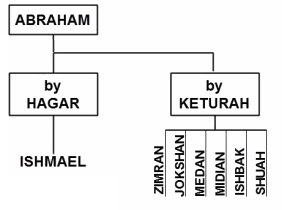 ABRAHAM
by
HAGAR
by
KETURAH
ISHMAEL
ZIMRAN
JOKSHAN
MEDAN
MIDIAN
ISHBAK
SHUAH